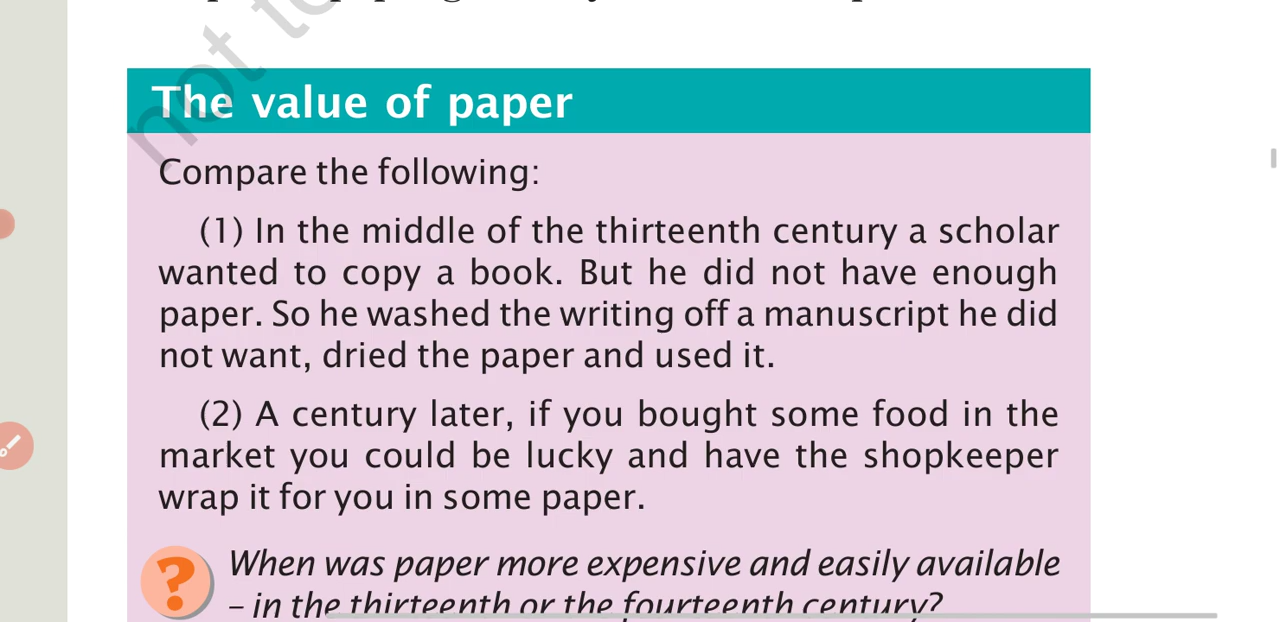 The value of paper
Compare the following:
(1) In the middle of the thirteenth century a scholar
wanted to copy a book. But he did not have enough
paper. So he washed the writing off a manuscript he did
not want, dried the paper and used it.
(2) A century later, if you bought some food in the
market you could be lucky and have the shopkeeper
wrap it for you in some paper.
?
When was paper more expensive and easily available
– in the thirteenth or the fourteenth century?
not to